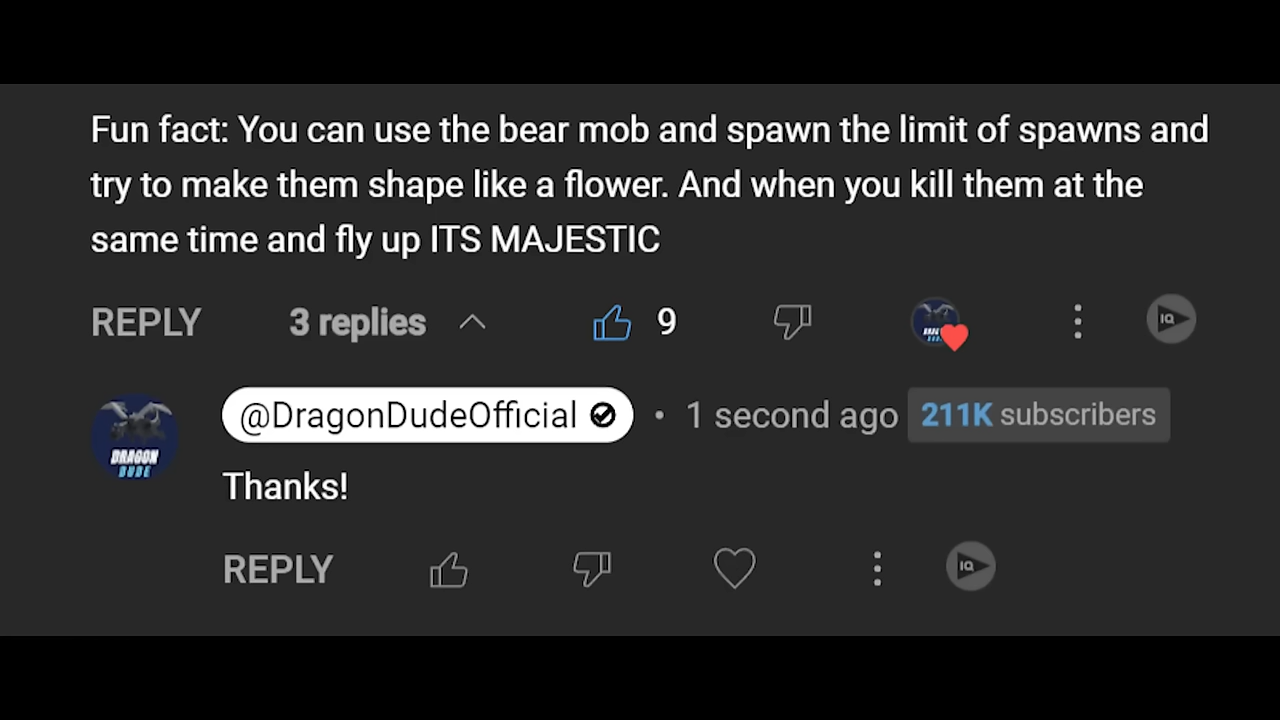 Fun fact: You can use the bear mob and spawn the limit of spawns and
try to make them shape like a flower. And when you kill them at the
same time and fly up ITS MAJESTIC
REPLY 3 replies 9 IQ
@DragonDudeOfficial • 1 second ago 211K subscribers
DRAGON
DUDE
Thanks!
REPLY IQ